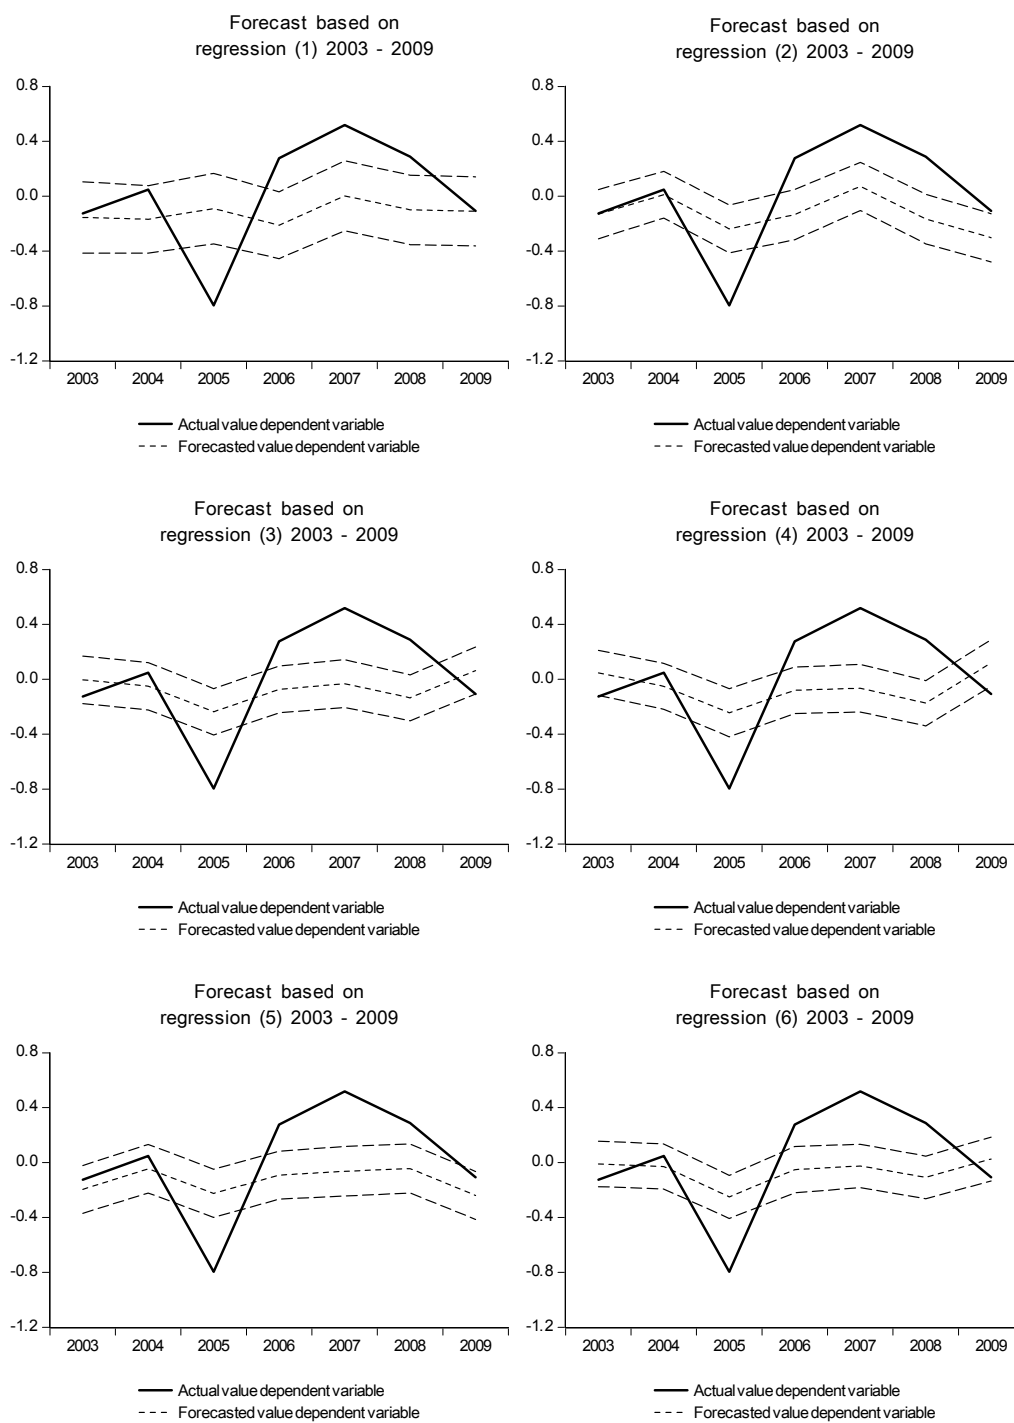 Forecast based on
regression (1) 2003 - 2009
0.8
0.4
0.0
-0.4
-0.8
-1.2
2003 2004 2005 2006 2007 2008 2009
Actual value dependent variable
Forecasted value dependent variable
Forecast based on
regression (2) 2003 - 2009
0.8
0.4
0.0
-0.4
-0.8
-1.2
2003 2004 2005 2006 2007 2008 2009
Actual value dependent variable
Forecasted value dependent variable
Forecast based on
regression (3) 2003 - 2009
0.8
0.4
0.0
-0.4
-0.8
-1.2
2003 2004 2005 2006 2007 2008 2009
Actual value dependent variable
Forecasted value dependent variable
Forecast based on
regression (4) 2003 - 2009
0.8
0.4
0.0
-0.4
-0.8
-1.2
2003 2004 2005 2006 2007 2008 2009
Actual value dependent variable
Forecasted value dependent variable
Forecast based on
regression (5) 2003 - 2009
0.8
0.4
0.0
-0.4
-0.8
-1.2
2003 2004 2005 2006 2007 2008 2009
Actual value dependent variable
Forecasted value dependent variable
Forecast based on
regression (6) 2003 - 2009
0.8
0.4
0.0
-0.4
-0.8
-1.2
2003 2004 2005 2006 2007 2008 2009
Actual value dependent variable
Forecasted value dependent variable